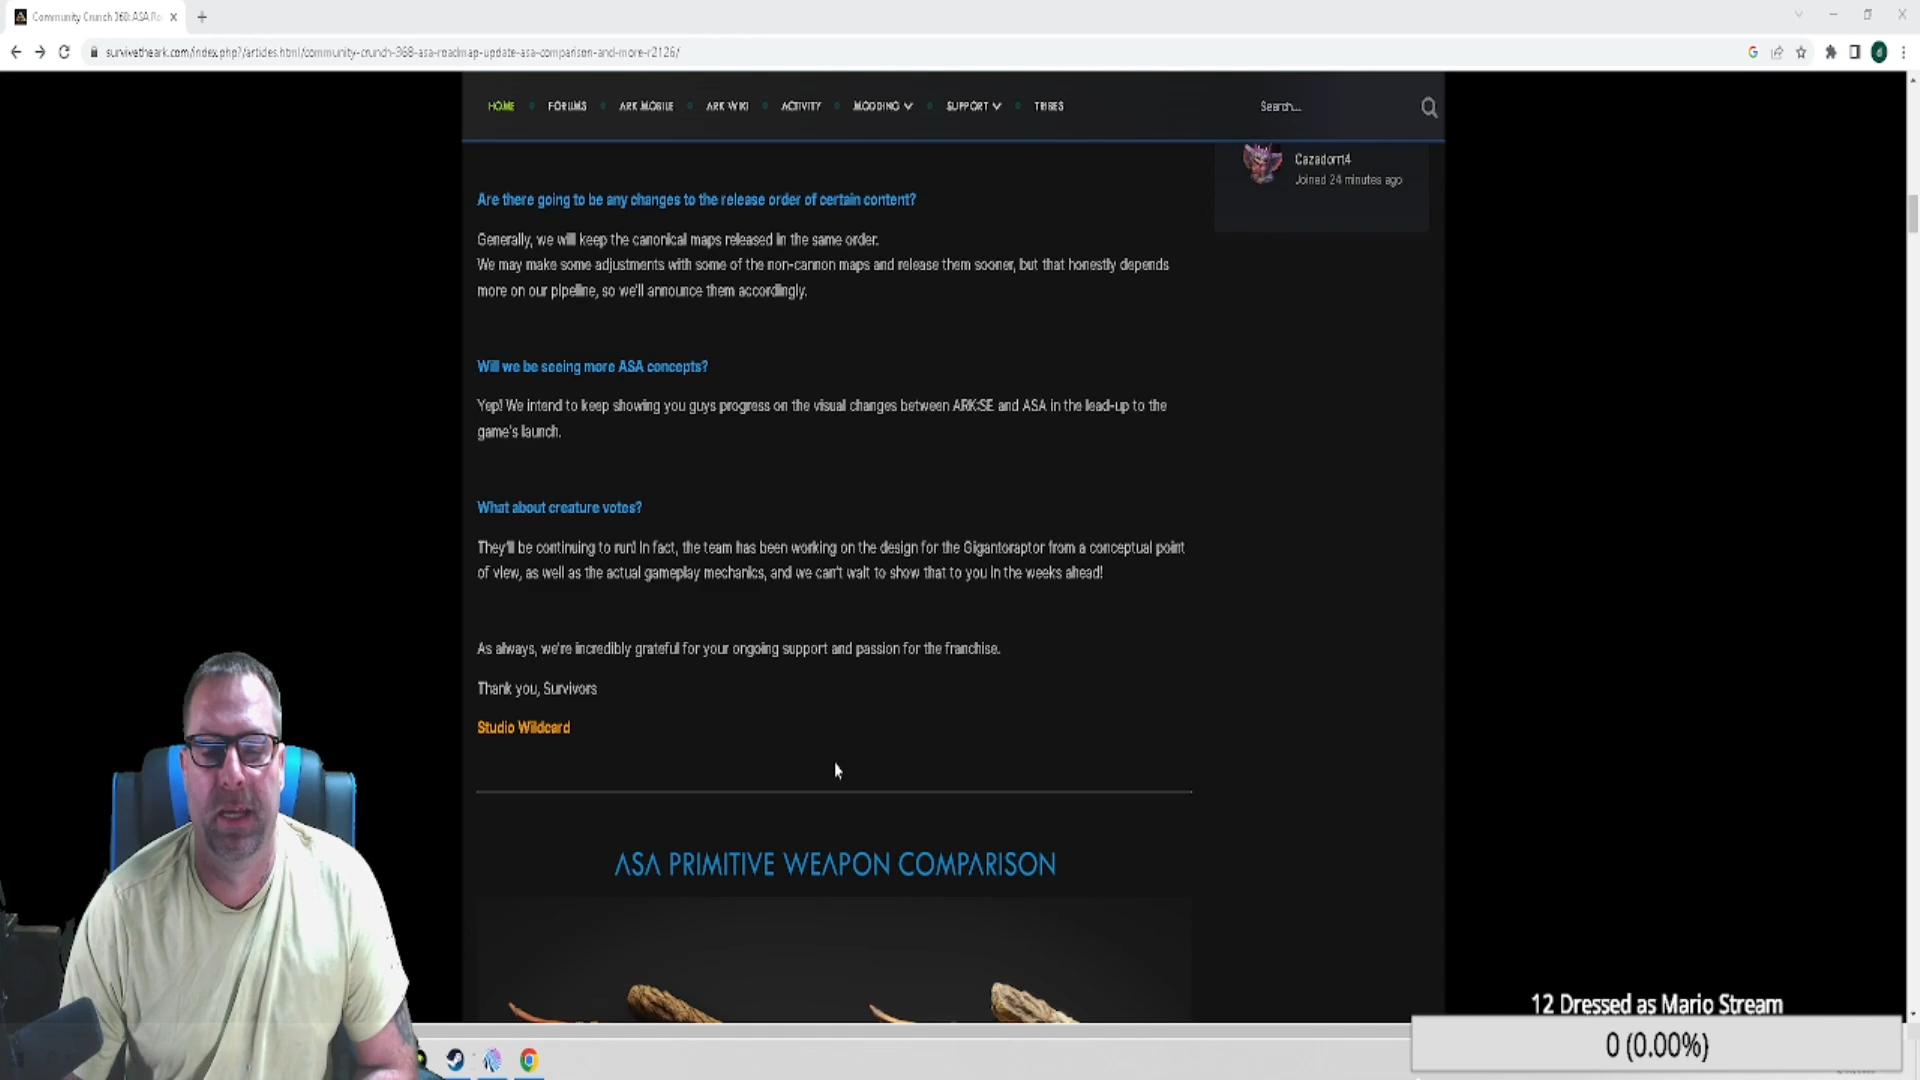 Community Crunch 368: ASA Ro
survivetheark.com/index.php?/articles.html/community-crunch-368-asa-roadmap-update-asa-comparison-and-more-r2126/
HOME FORUMS ARK MOBILE ARK WIKI ACTIVITY MODDING SUPPORT TRIBES Search...
Cazadorrt4
Joined 24 minutes ago
Are there going to be any changes to the release order of certain content?
Generally, we will keep the canonical maps released in the same order.
We may make some adjustments with some of the non-cannon maps and release them sooner, but that honestly depends
more on our pipeline, so we'll announce them accordingly.
Will we be seeing more ASA concepts?
Yep! We intend to keep showing you guys progress on the visual changes between ARK:SE and ASA in the lead-up to the
game's launch.
What about creature votes?
They'll be continuing to run! In fact, the team has been working on the design for the Gigantoraptor from a conceptual point
of view, as well as the actual gameplay mechanics, and we can't wait to show that to you in the weeks ahead!
As always, we're incredibly grateful for your ongoing support and passion for the franchise.
Thank you, Survivors
Studio Wildcard
ASA PRIMITIVE WEAPON COMPARISON
12 Dressed as Mario Stream
0 (0.00%)